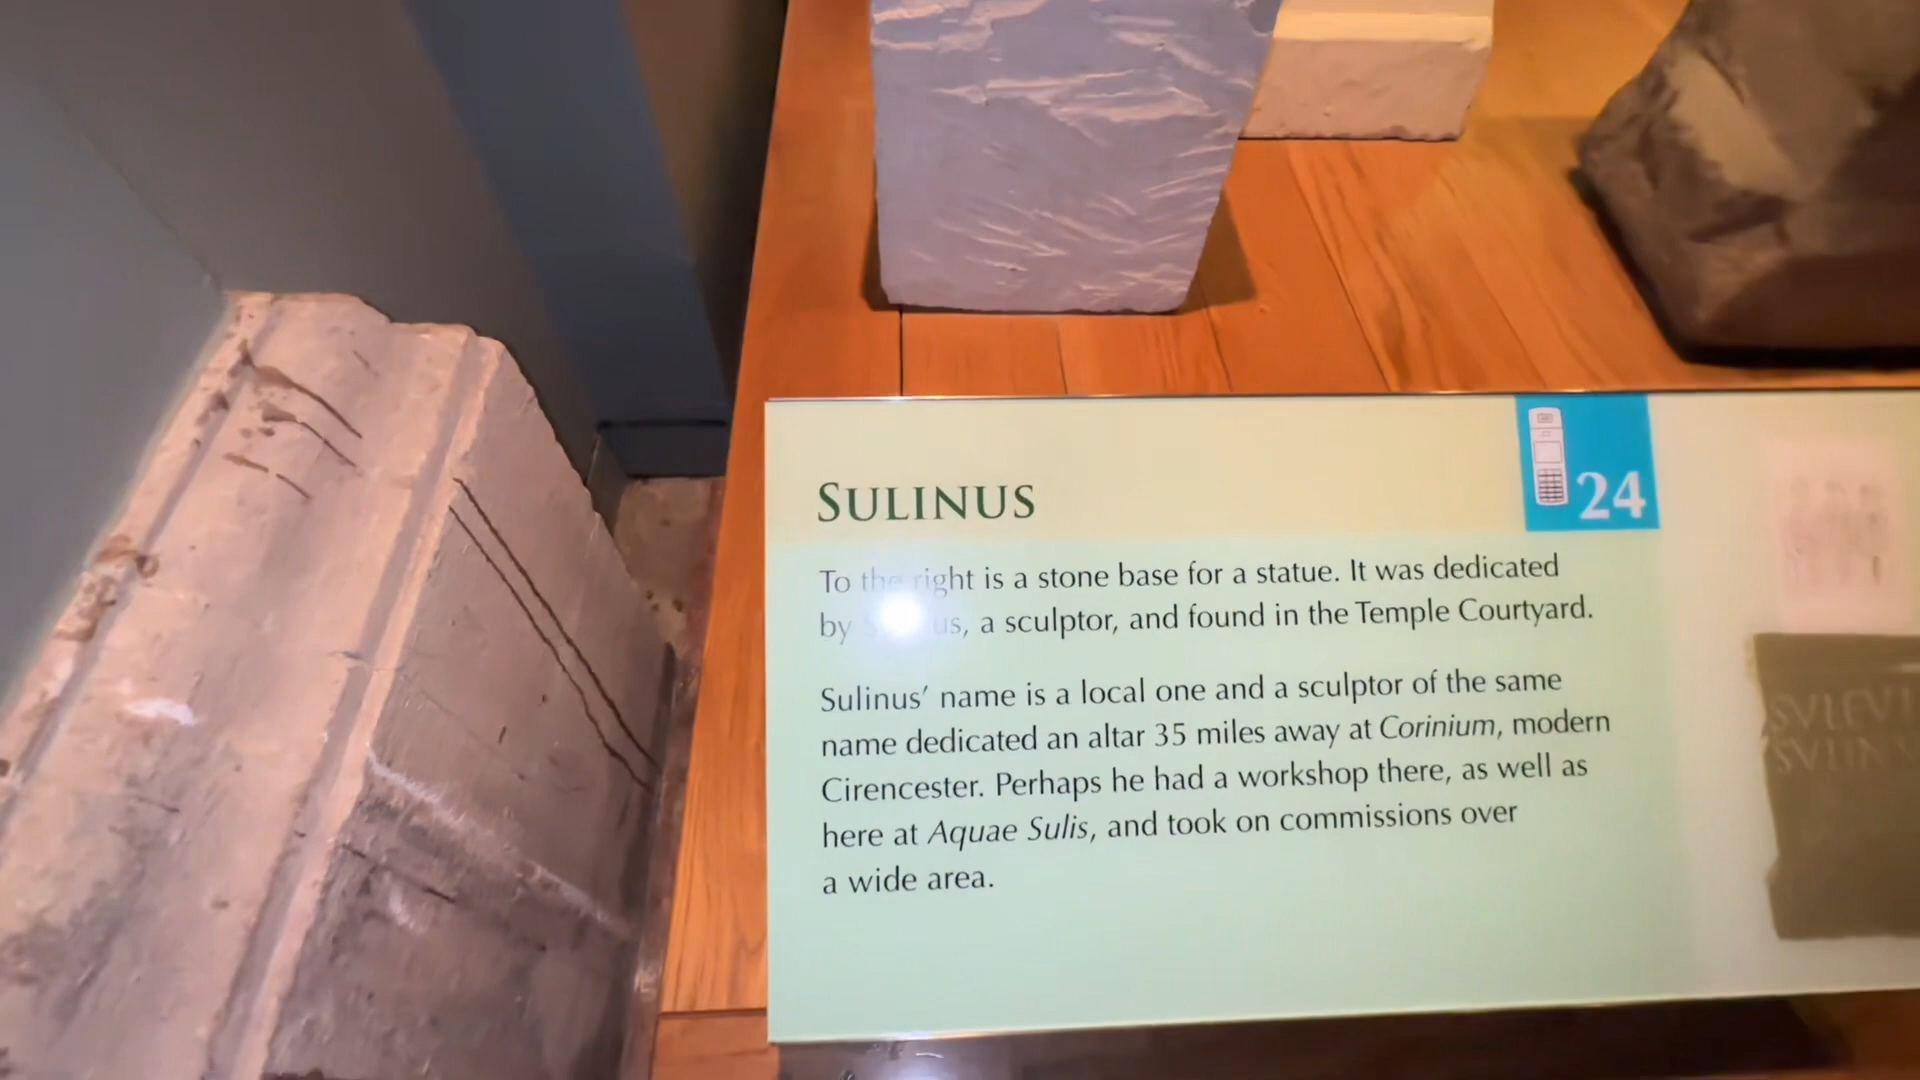 SULINUS
24
To the right is a stone base for a statue. It was dedicated
by us, a sculptor, and found in the Temple Courtyard.
Sulinus’ name is a local one and a sculptor of the same
name dedicated an altar 35 miles away at Corinium, modern
Cirencester. Perhaps he had a workshop there, as well as
here at Aquae Sulis, and took on commissions over
a wide area.
SVLEVI
SVLINV